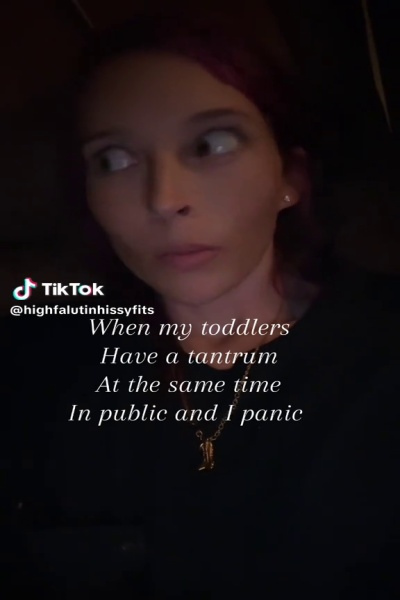 TikTok
@highfalutinhissyfits
When my toddlers
Have a tantrum
At the same time
In public and I panic